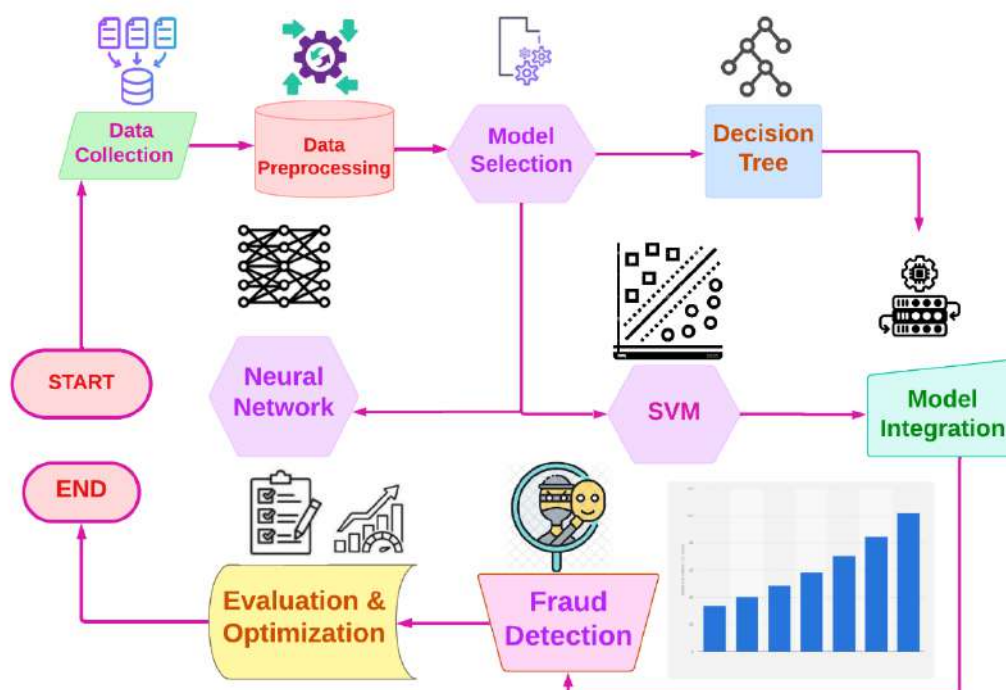 Data
Collection
Data
Preprocessing
Model
Selection
Decision
Tree
START
Neural
Network
SVM
Model
Integration
END
Evaluation &
Optimization
Fraud
Detection